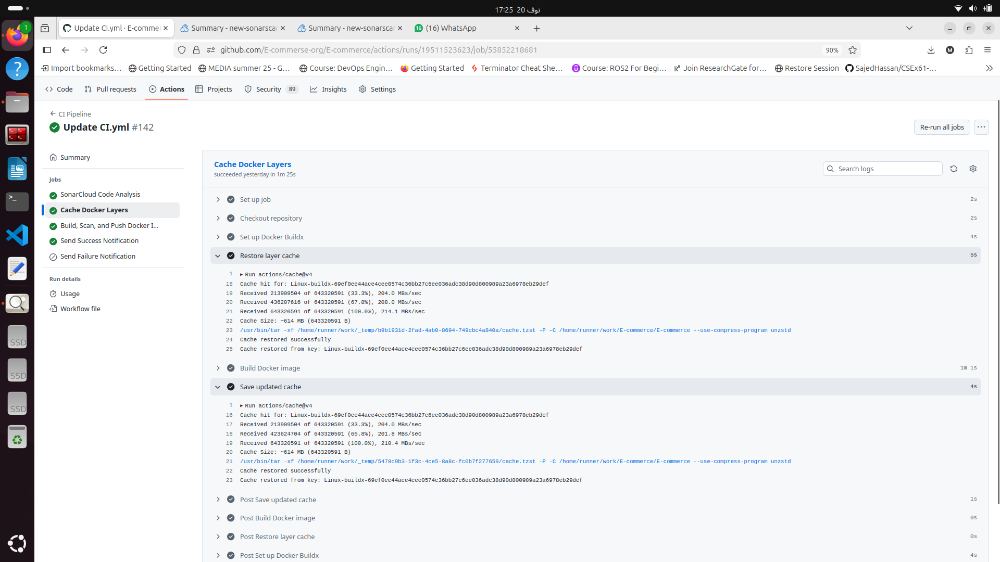 17:25 20 نوف
1
Update CI.yml · E-commer
Summary - new-sonarscar
Summary - new-sonarscar
16 (16) WhatsApp
github.com/E-commerse-org/E-commerce/actions/runs/19511523623/job/55852218681
90%
M
Import bookmarks...
Getting Started
MEDIA summer 25 - G...
Course: DevOps Engin...
Getting Started
Terminator Cheat She...
Course: ROS2 For Begi...
Join ResearchGate for...
Restore Session
SajedHassan/CSEx61-...
Code
Pull requests
Actions
Projects
Security 89
Insights
Settings
CI Pipeline
Update CI.yml #142
Re-run all jobs
Summary
Jobs
SonarCloud Code Analysis
Cache Docker Layers
Build, Scan, and Push Docker I...
Send Success Notification
Send Failure Notification
Run details
Usage
Workflow file
Cache Docker Layers
succeeded yesterday in 1m 25s
Search logs
Set up job 2s
Checkout repository 2s
Set up Docker Buildx 4s
Restore layer cache 5s
1 Run actions/cache@v4
18 Cache hit for: Linux-buildx-69ef0ee44ace4cee0574c36bb27c6ee036adc38d90d800989a23a6978eb29def
19 Received 213909504 of 643320591 (33.3%), 204.0 MBs/sec
20 Received 436207616 of 643320591 (67.8%), 208.0 MBs/sec
21 Received 643320591 of 643320591 (100.0%), 214.1 MBs/sec
22 Cache Size: ~614 MB (643320591 B)
23 /usr/bin/tar -xf /home/runner/work/_temp/b9b1931d-2fad-4ab0-8694-749cbc4a840a/cache.tzst -P -C /home/runner/work/E-commerce/E-commerce --use-compress-program unzstd
24 Cache restored successfully
25 Cache restored from key: Linux-buildx-69ef0ee44ace4cee0574c36bb27c6ee036adc38d90d800989a23a6978eb29def
Build Docker image 1m 1s
Save updated cache 4s
1 Run actions/cache@v4
16 Cache hit for: Linux-buildx-69ef0ee44ace4cee0574c36bb27c6ee036adc38d90d800989a23a6978eb29def
17 Received 213909504 of 643320591 (33.3%), 204.0 MBs/sec
18 Received 423624704 of 643320591 (65.8%), 201.8 MBs/sec
19 Received 643320591 of 643320591 (100.0%), 210.4 MBs/sec
20 Cache Size: ~614 MB (643320591 B)
21 /usr/bin/tar -xf /home/runner/work/_temp/5478c9b3-1f3c-4ce5-8a8c-fc0b7f277659/cache.tzst -P -C /home/runner/work/E-commerce/E-commerce --use-compress-program unzstd
22 Cache restored successfully
23 Cache restored from key: Linux-buildx-69ef0ee44ace4cee0574c36bb27c6ee036adc38d90d800989a23a6978eb29def
Post Save updated cache 1s
Post Build Docker image 0s
Post Restore layer cache 0s
Post Set up Docker Buildx 4s
SSD
SSD
SSD